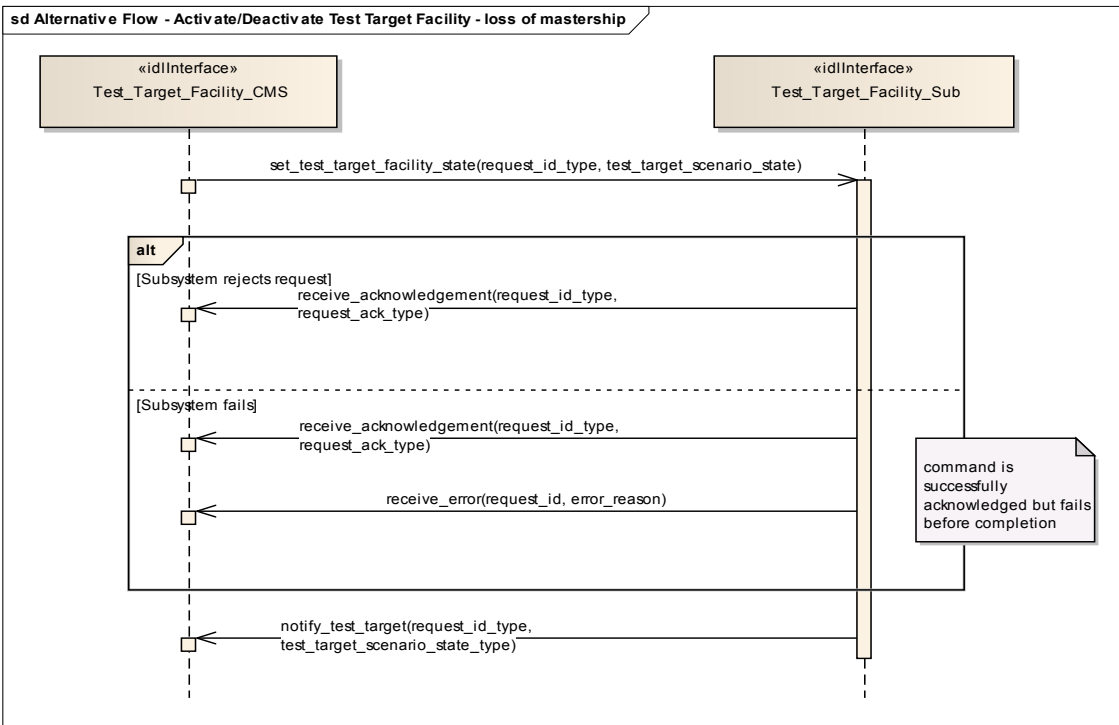 sd Alternative Flow - Activate/Deactivate Test Target Facility - loss of mastership
«idlInterface»
Test_Target_Facility_CMS
«idlInterface»
Test_Target_Facility_Sub
set_test_target_facility_state(request_id_type, test_target_scenario_state)
alt
[Subsystem rejects request]
receive_acknowledgement(request_id_type,
request_ack_type)
[Subsystem fails]
receive_acknowledgement(request_id_type,
request_ack_type)
command is
successfully
acknowledged but fails
before completion
receive_error(request_id, error_reason)
notify_test_target(request_id_type,
test_target_scenario_state_type)